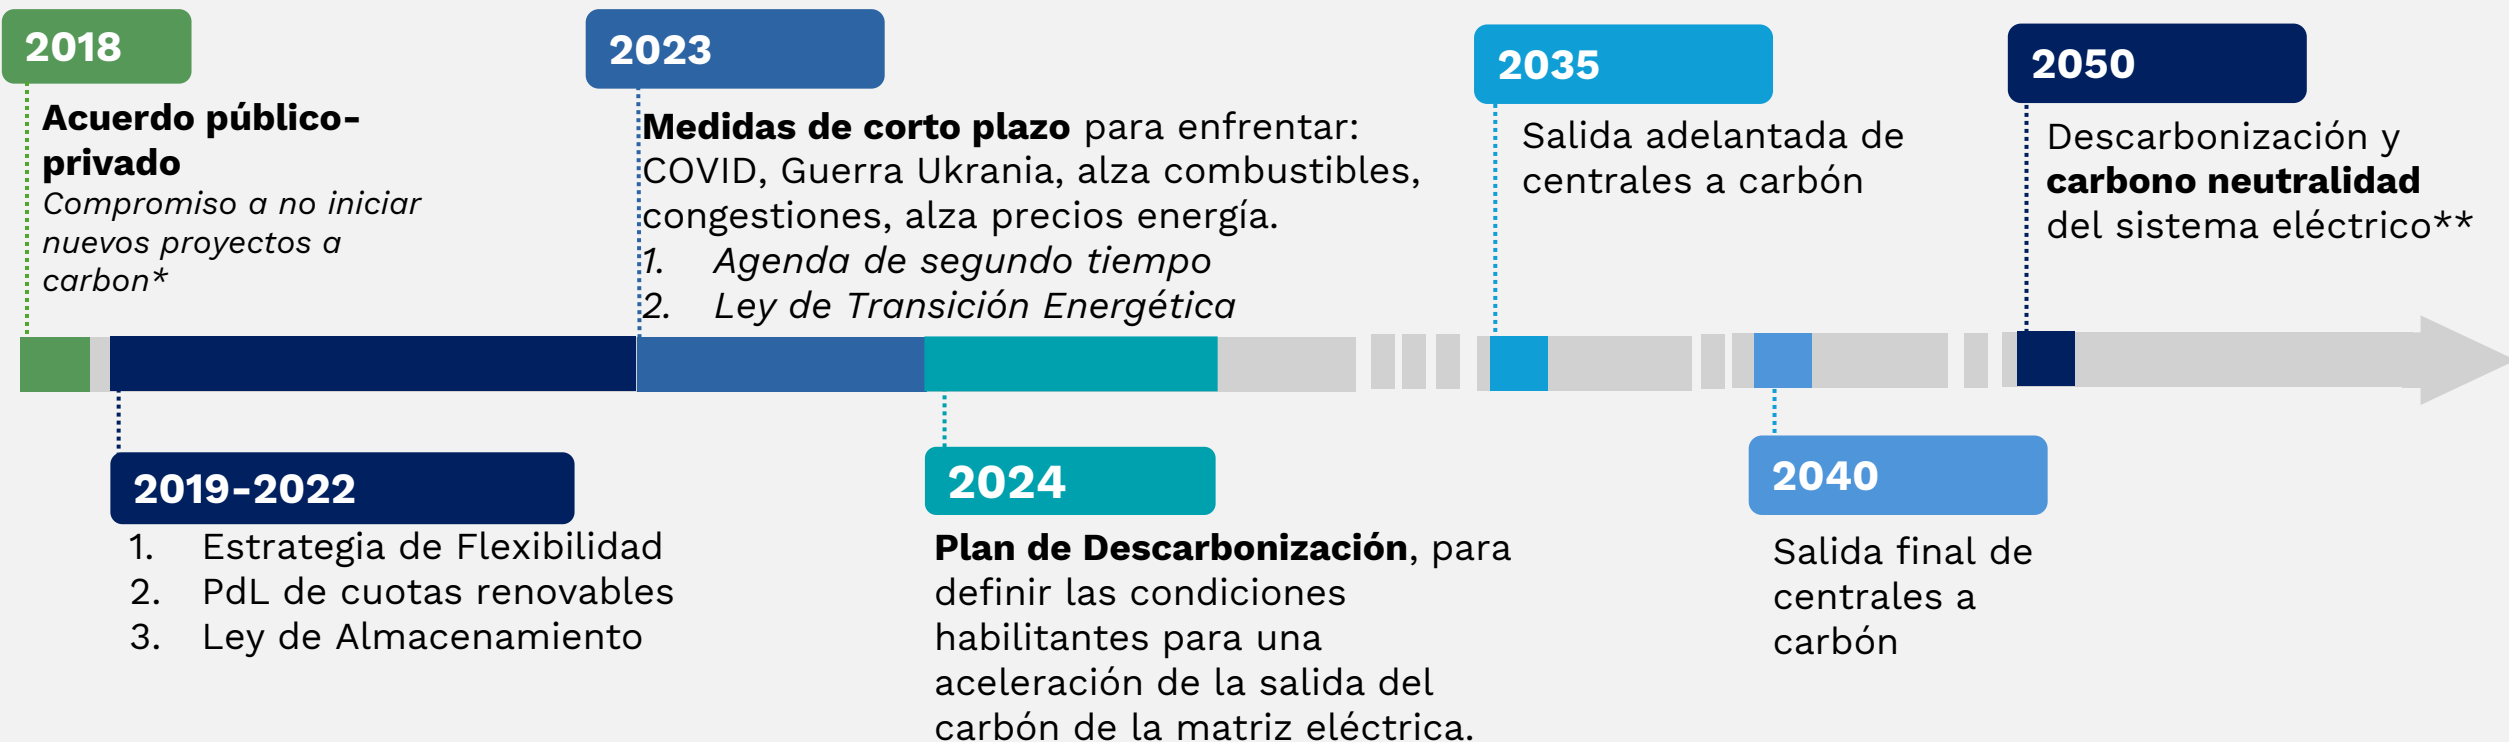 2018
Acuerdo público-
privado
Compromiso a no iniciar
nuevos proyectos a
carbon*
2019-2022
1. Estrategia de Flexibilidad
2. PdL de cuotas renovables
3. Ley de Almacenamiento
2023
Medidas de corto plazo para enfrentar:
COVID, Guerra Ukrania, alza combustibles,
congestiones, alza precios energía.
1. Agenda de segundo tiempo
2. Ley de Transición Energética
2024
Plan de Descarbonización, para
definir las condiciones
habilitantes para una
aceleración de la salida del
carbón de la matriz eléctrica.
2035
Salida adelantada de
centrales a carbón
2040
Salida final de
centrales a
carbón
2050
Descarbonización y
carbono neutralidad
del sistema eléctrico**